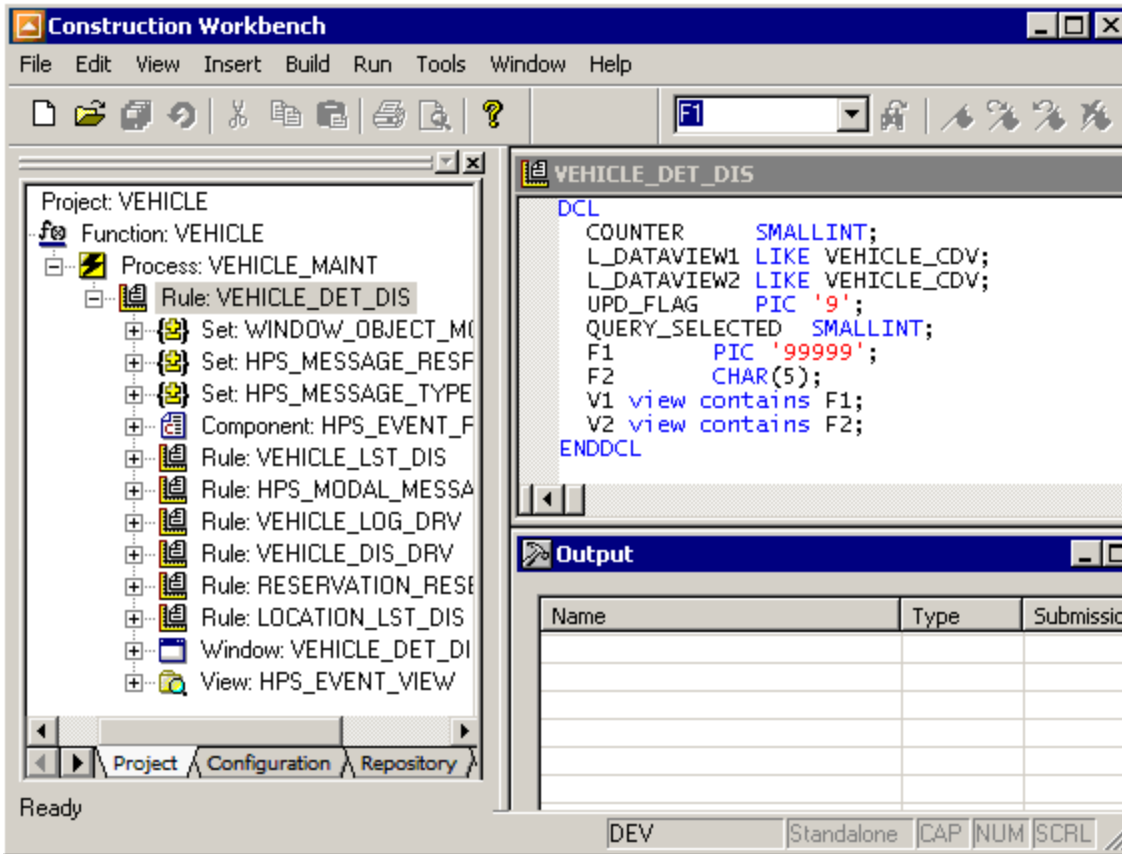 Construction Workbench
File Edit View Insert Build Run Tools Window Help
F1
Project: VEHICLE
Function: VEHICLE
Process: VEHICLE_MAINT
Rule: VEHICLE_DET_DIS
Set: WINDOW_OBJECT_MO
Set: HPS_MESSAGE_RESP
Set: HPS_MESSAGE_TYPE
Component: HPS_EVENT_P
Rule: VEHICLE_LST_DIS
Rule: HPS_MODAL_MESSA
Rule: VEHICLE_LOG_DRV
Rule: VEHICLE_DIS_DRV
Rule: RESERVATION_RESE
Rule: LOCATION_LST_DIS
Window: VEHICLE_DET_DI
View: HPS_EVENT_VIEW
Project Configuration Repository
VEHICLE_DET_DIS
DCL
COUNTER SMALLINT;
L_DATAVIEW1 LIKE VEHICLE_CDV;
L_DATAVIEW2 LIKE VEHICLE_CDV;
UPD_FLAG PIC '9';
QUERY_SELECTED SMALLINT;
F1 PIC '99999';
F2 CHAR(5);
V1 view contains F1;
V2 view contains F2;
ENDDCL
Output
Name Type Submissio
Ready
DEV Standalone CAP NUM SCRL